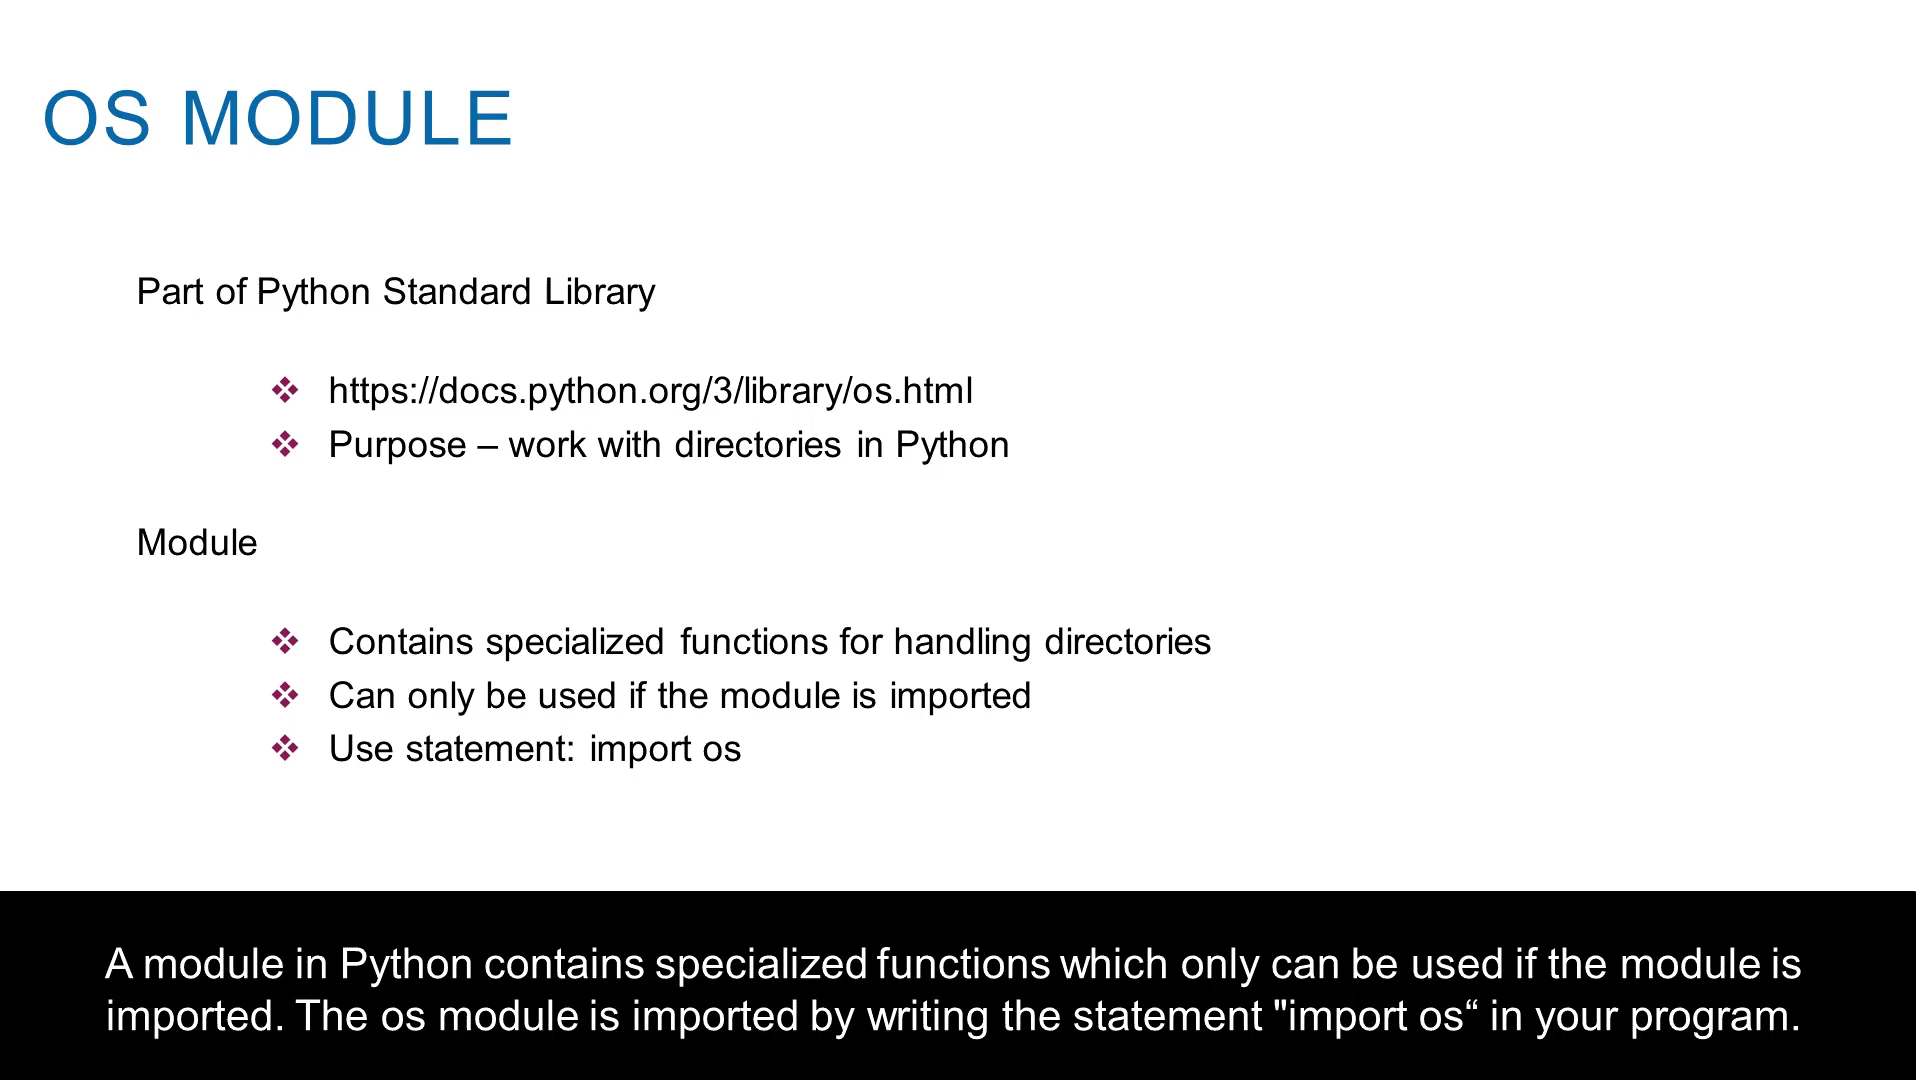 OS MODULE
Part of Python Standard Library
❖ https://docs.python.org/3/library/os.html
❖ Purpose – work with directories in Python
Module
❖ Contains specialized functions for handling directories
❖ Can only be used if the module is imported
❖ Use statement: import os
A module in Python contains specialized functions which only can be used if the module is
imported. The os module is imported by writing the statement "import os“ in your program.